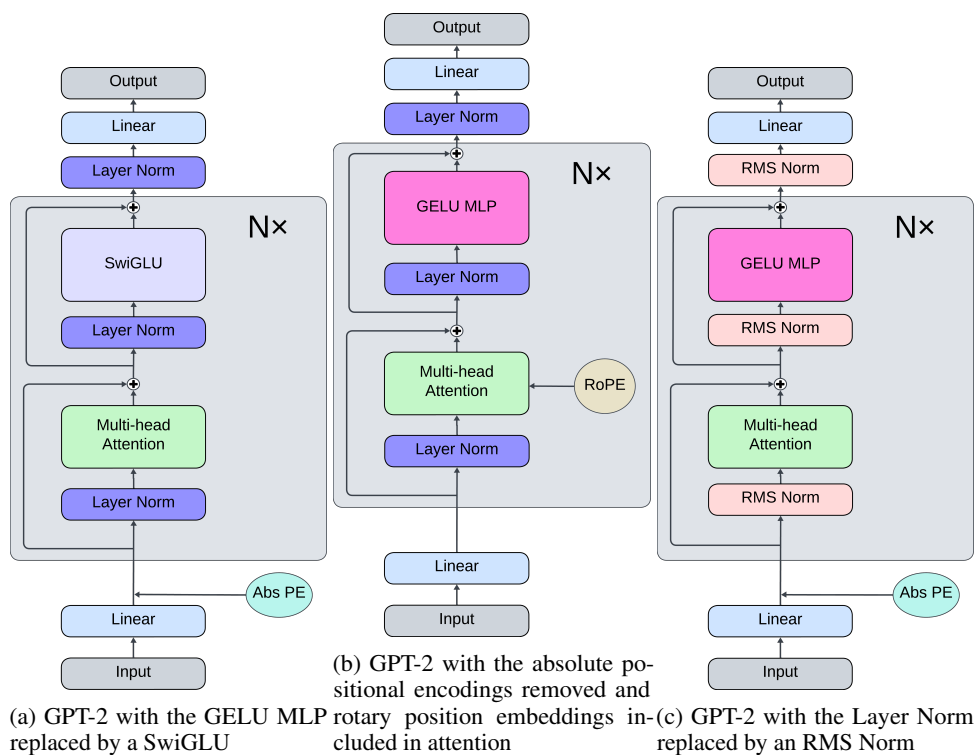 Output
Linear
Layer Norm
N×
SwiGLU
Layer Norm
Multi-head
Attention
Layer Norm
Abs PE
Linear
Input
(a) GPT-2 with the GELU MLP
replaced by a SwiGLU
Output
Linear
Layer Norm
N×
GELU MLP
Layer Norm
Multi-head
Attention
RoPE
Layer Norm
Linear
Input
(b) GPT-2 with the absolute po-
sitional encodings removed and
rotary position embeddings in-
cluded in attention
Output
Linear
RMS Norm
N×
GELU MLP
RMS Norm
Multi-head
Attention
RMS Norm
Abs PE
Linear
Input
(c) GPT-2 with the Layer Norm
replaced by an RMS Norm